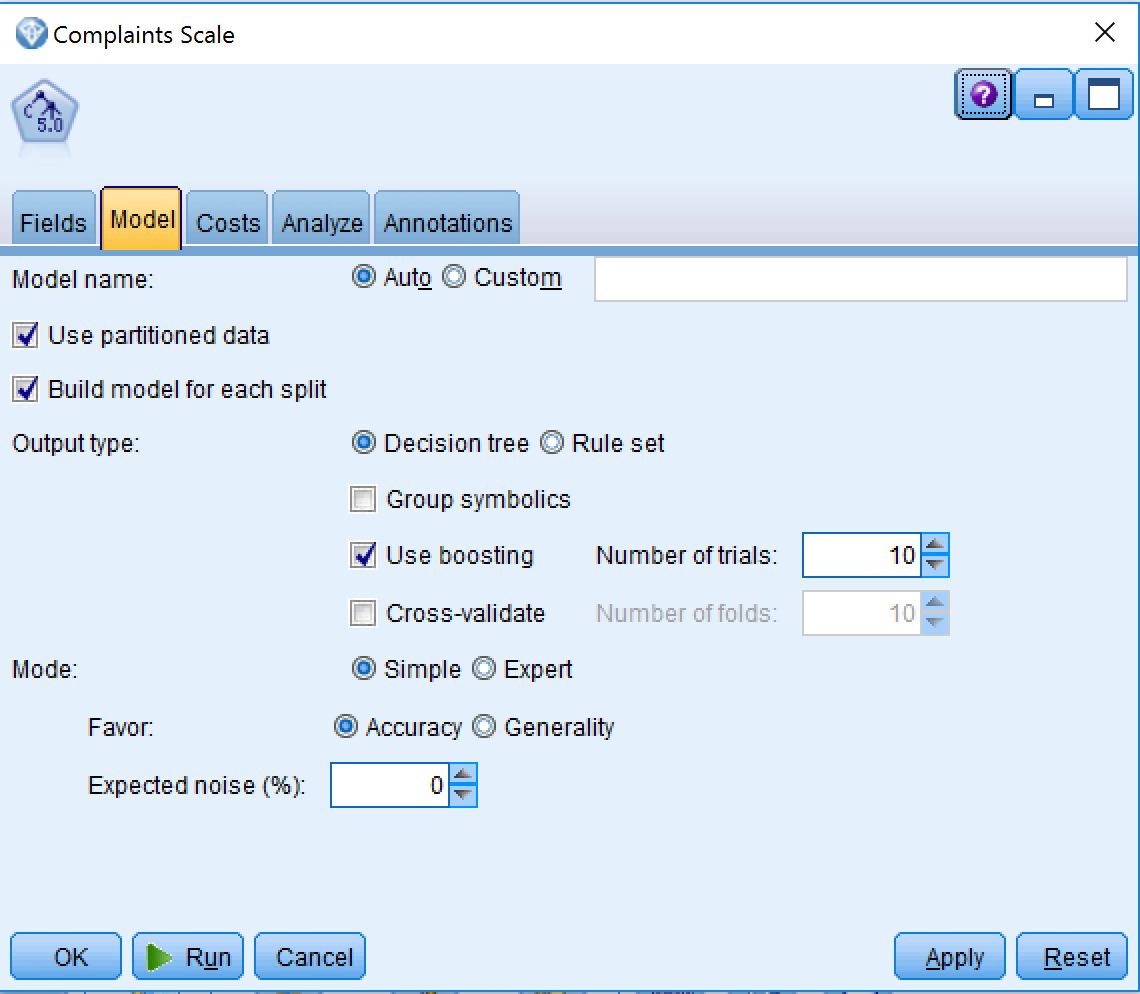 Complaints Scale
C 5.0
Fields Model Costs Analyze Annotations
Model name: Auto Custom
Use partitioned data
Build model for each split
Output type: Decision tree Rule set
Group symbolics
Use boosting Number of trials: 10
Cross-validate Number of folds: 10
Mode: Simple Expert
Favor: Accuracy Generality
Expected noise (%): 0
OK Run Cancel Apply Reset